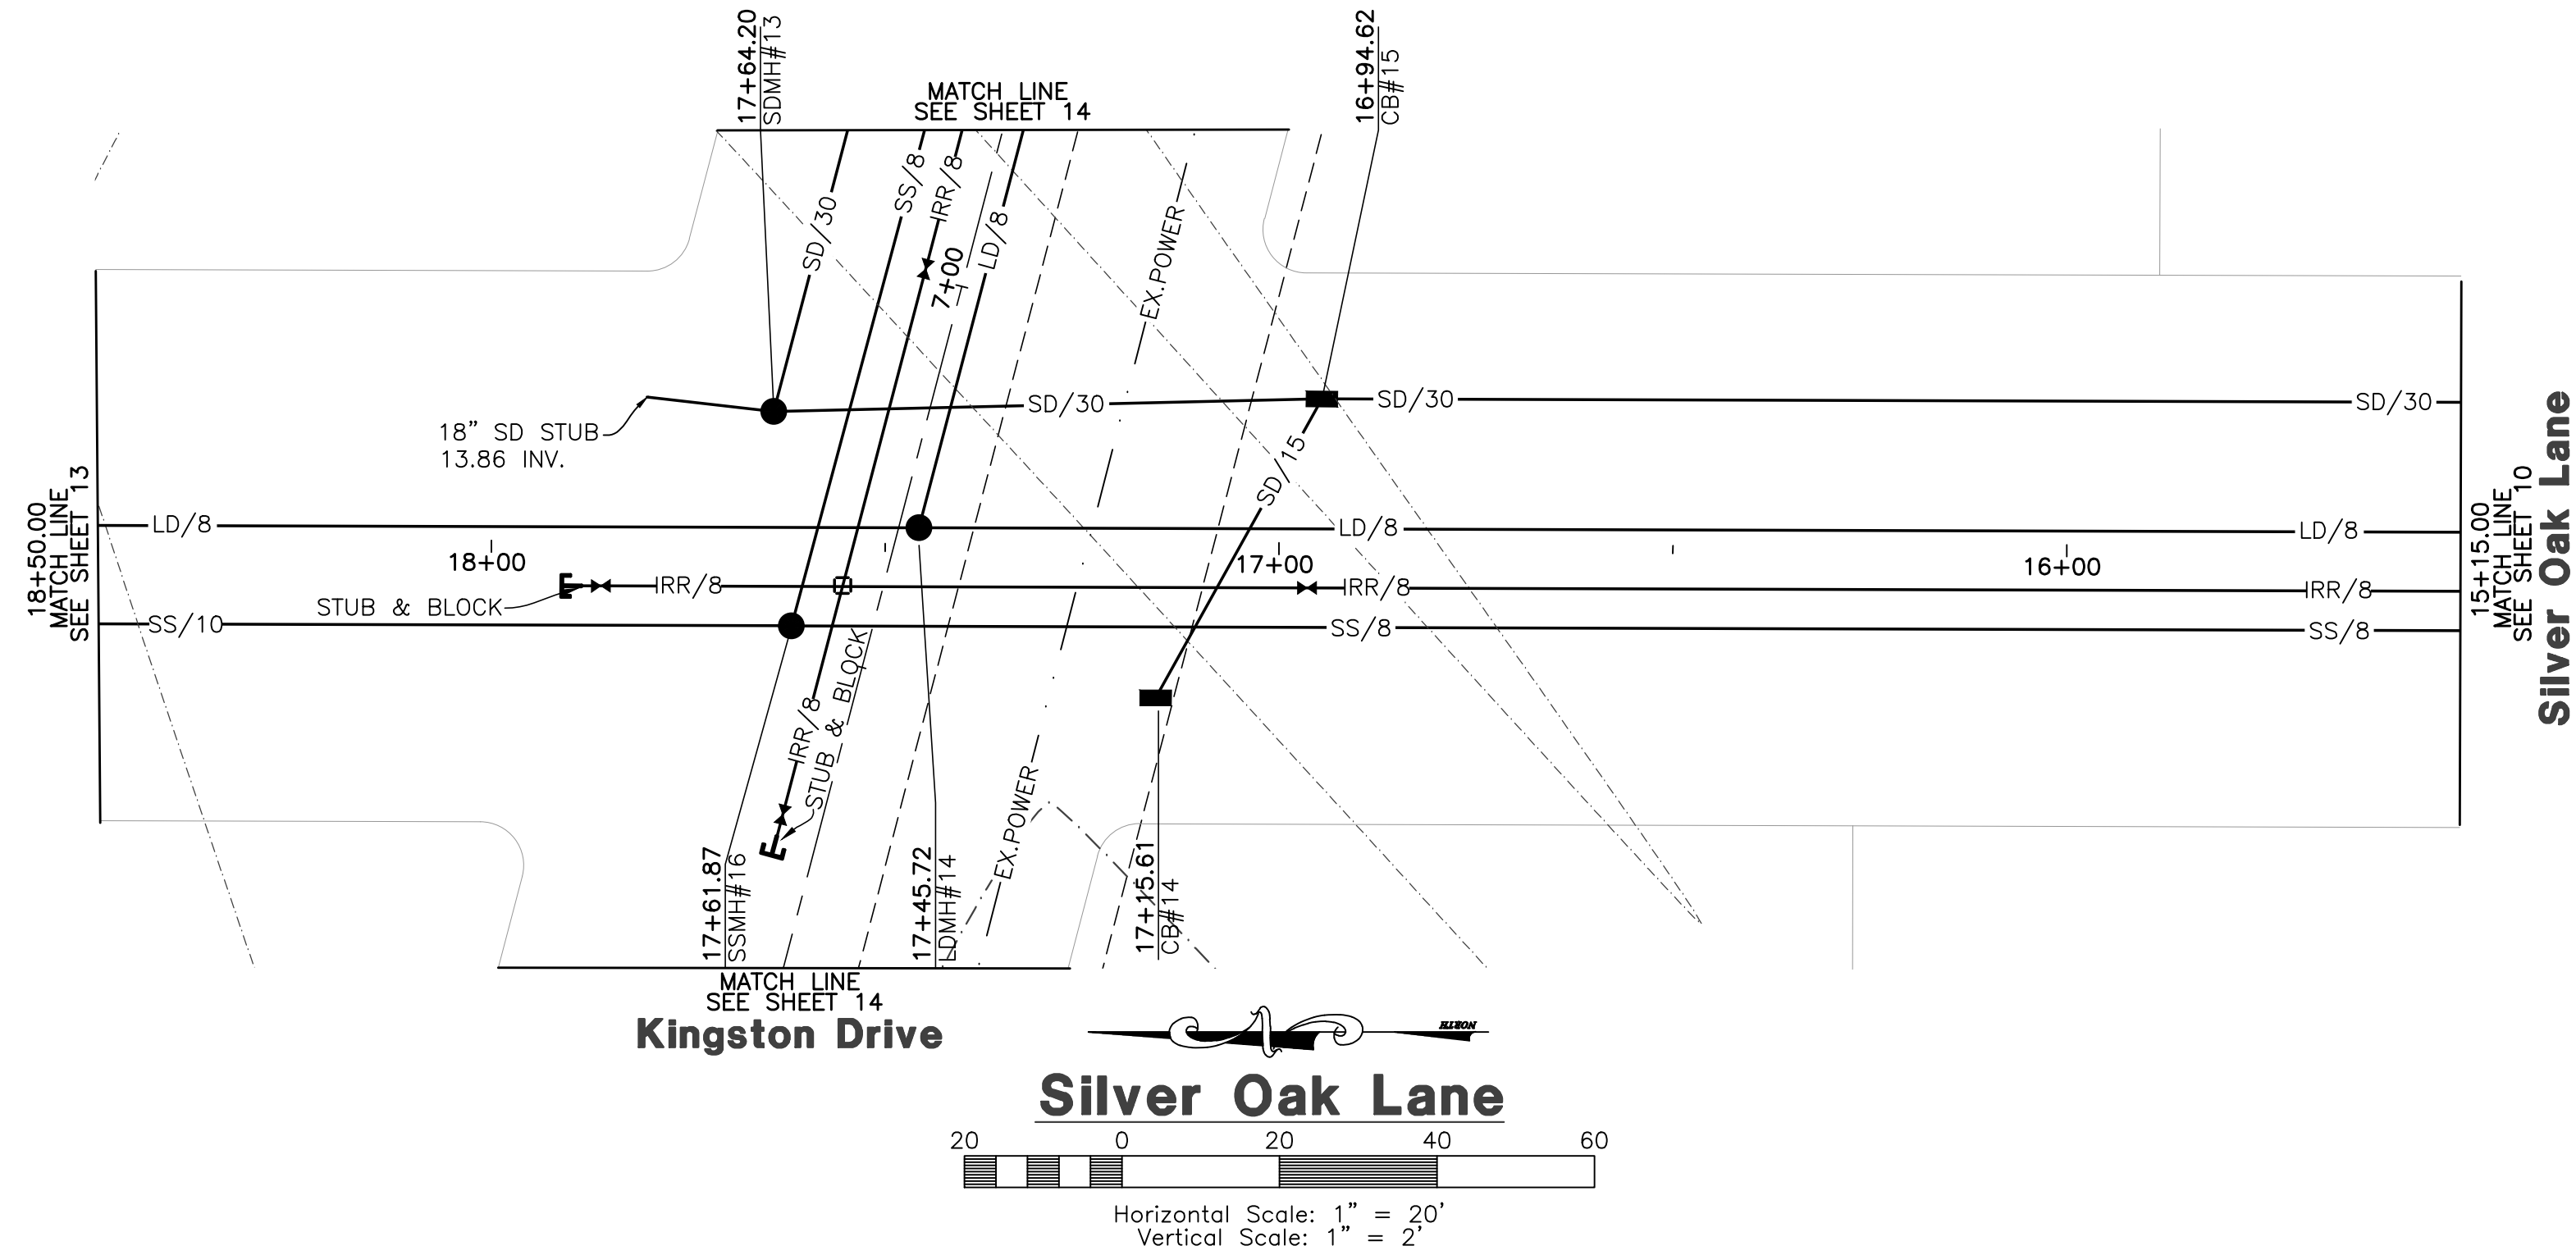 17+64.20
SDMH#13
16+94.62
CB#15
MATCH LINE
SEE SHEET 14
SD/30
SS/8
IRR/8
LD/8
7+00
EX.POWER
18" SD STUB
13.86 INV.
SD/30
SD/30
SD/30
SD/15
18+50.00
MATCH LINE
SEE SHEET 13
LD/8
LD/8
LD/8
18+00
17+00
16+00
STUB & BLOCK
IRR/8
IRR/8
IRR/8
SS/10
SS/8
SS/8
15+15.00
MATCH LINE
SEE SHEET 10
Silver Oak Lane
IRR/8
STUB & BLOCK
EX.POWER
17+61.87
SSMH#16
17+45.72
LDMH#14
17+15.61
CB#14
MATCH LINE
SEE SHEET 14
Kingston Drive
NORTH
Silver Oak Lane
20 0 20 40 60
Horizontal Scale: 1" = 20'
Vertical Scale: 1" = 2'